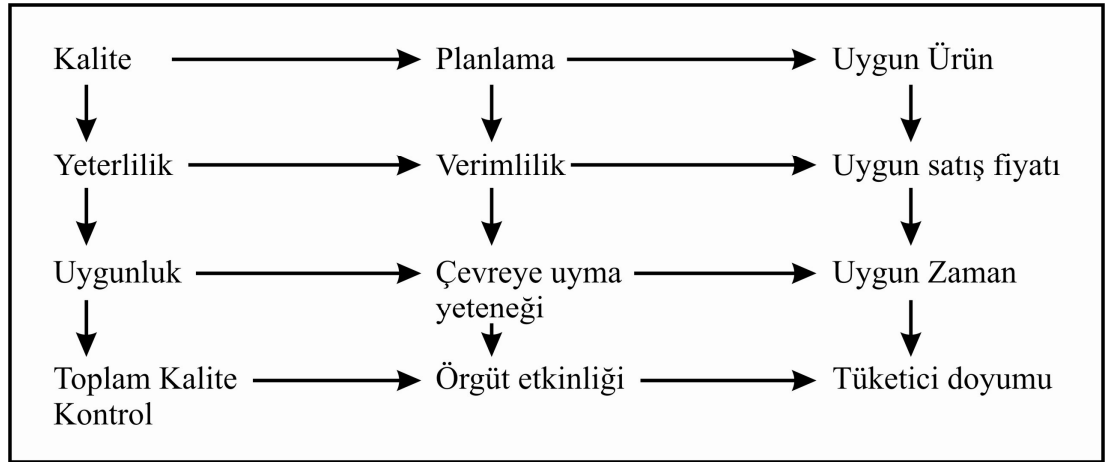 Kalite Planlama Uygun Ürün
Yeterlilik Verimlilik Uygun satış fiyatı
Uygunluk Çevreye uyma Uygun Zaman
yeteneği
Toplam Kalite Örgüt etkinliği Tüketici doyumu
Kontrol